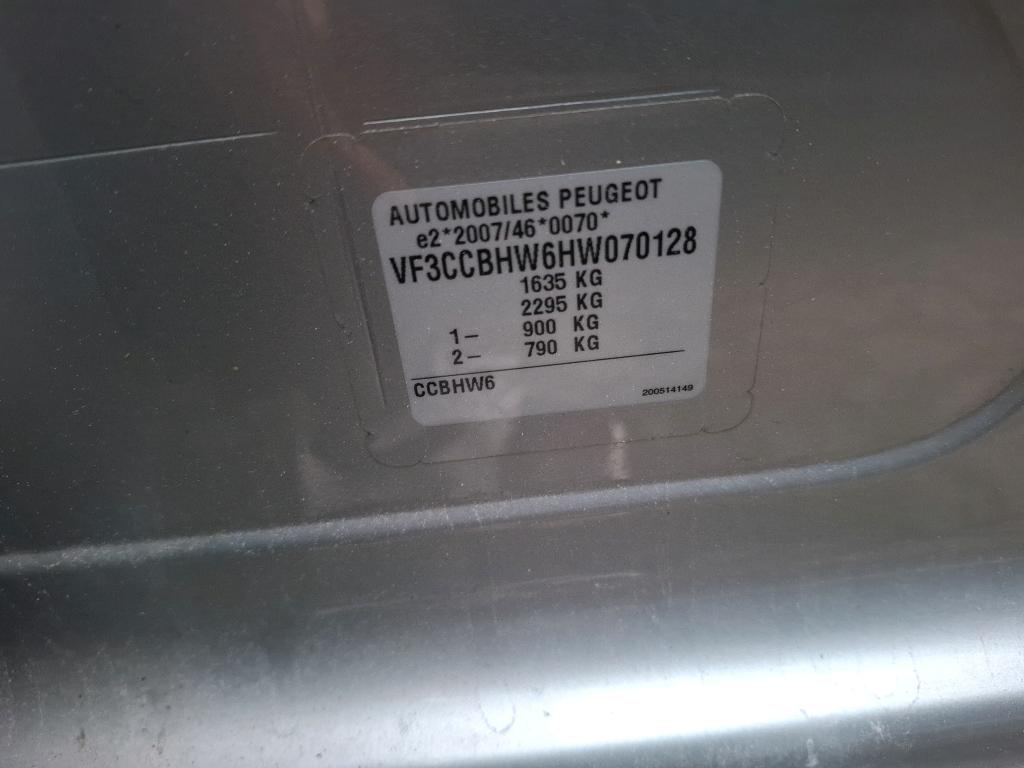 AUTOMOBILES PEUGEOT
e2*2007/46*0070*
VF3CCBHW6HW070128
1635 KG
2295 KG
1- 900 KG
2- 790 KG
CCBHW6 200514149